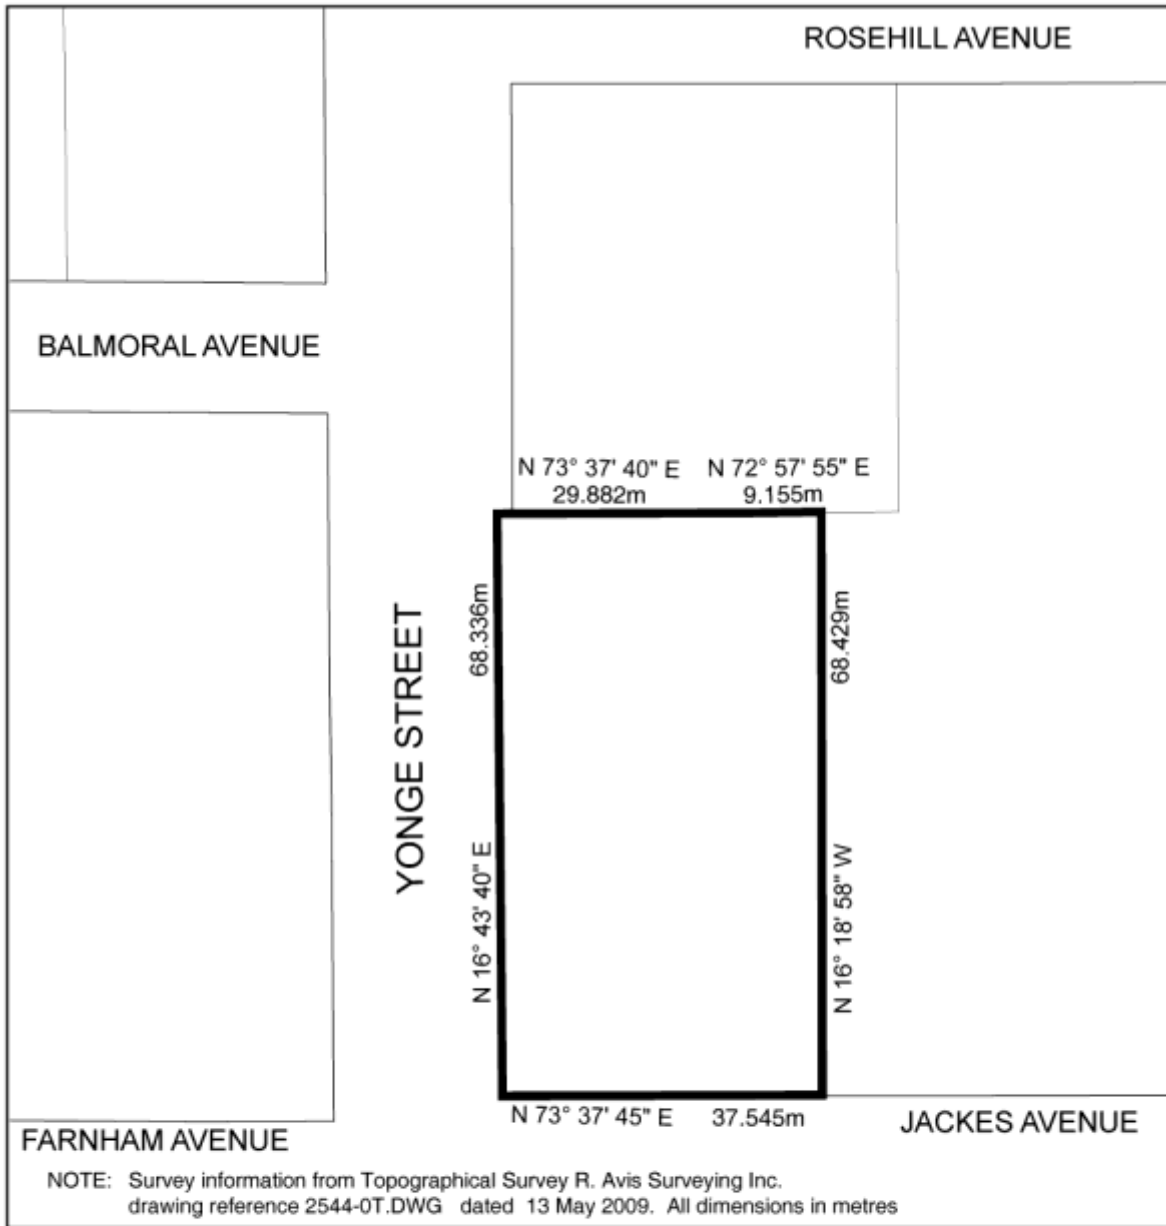 ROSEHILL AVENUE
BALMORAL AVENUE
N 73° 37' 40" E N 72° 57' 55" E
29.882m 9.155m
68.336m
68.429m
YONGE STREET
N 16° 43' 40" E
N 16° 18' 58" W
N 73° 37' 45" E 37.545m
JACKES AVENUE
FARNHAM AVENUE
NOTE: Survey information from Topographical Survey R. Avis Surveying Inc.
drawing reference 2544-0T.DWG dated 13 May 2009. All dimensions in metres